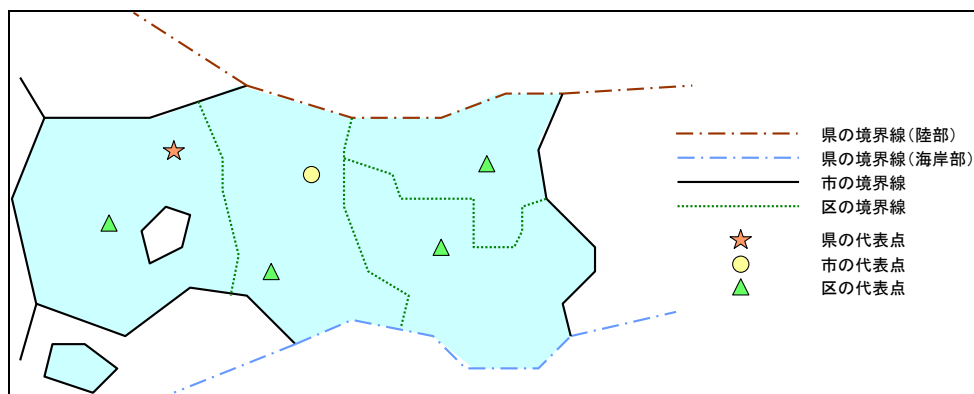 県の境界線（陸部）
県の境界線（海岸部）
市の境界線
区の境界線
県の代表点
市の代表点
区の代表点